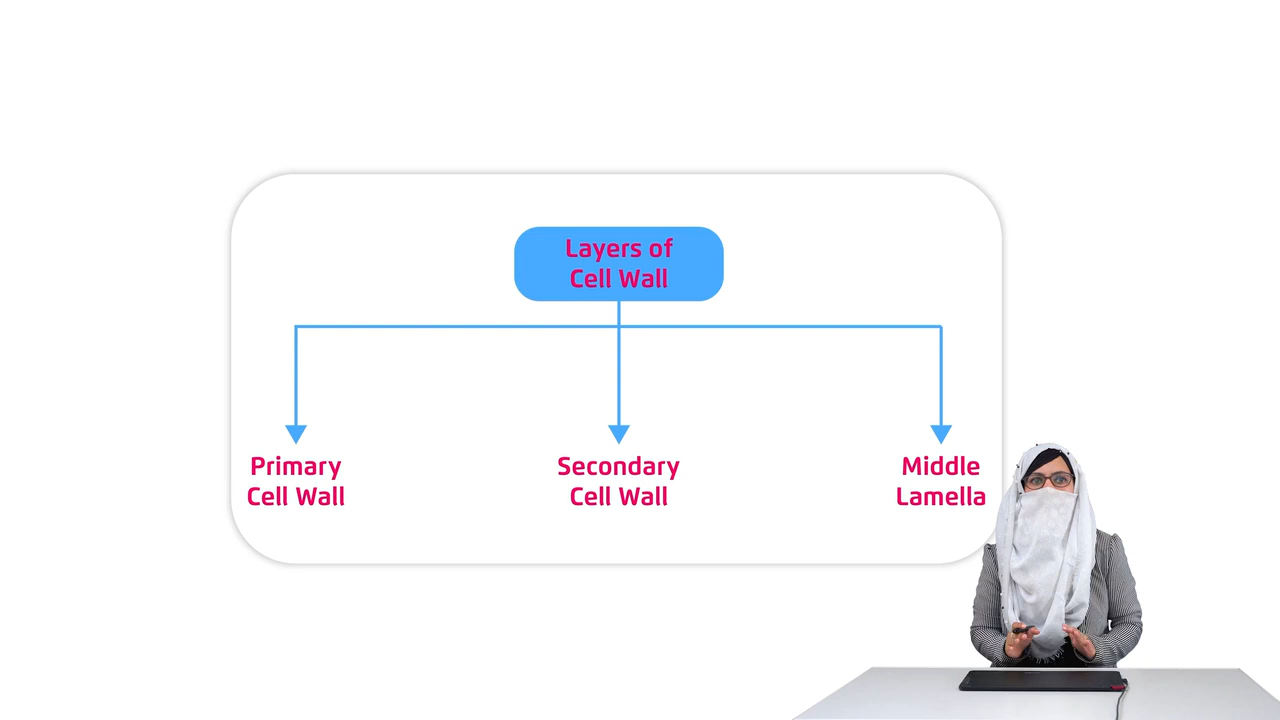 Layers of
Cell Wall
Primary
Cell Wall
Secondary
Cell Wall
Middle
Lamella